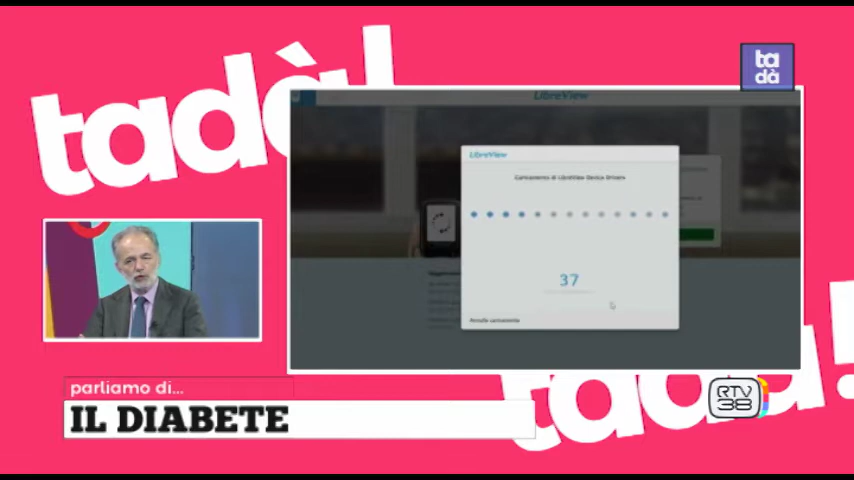 tadà!
ta
dà
LibreView
LibreView
Caricamento di LibreView Device Drivers
37
Annulla caricamento
parliamo di...
IL DIABETE
RTV
38
tadà!